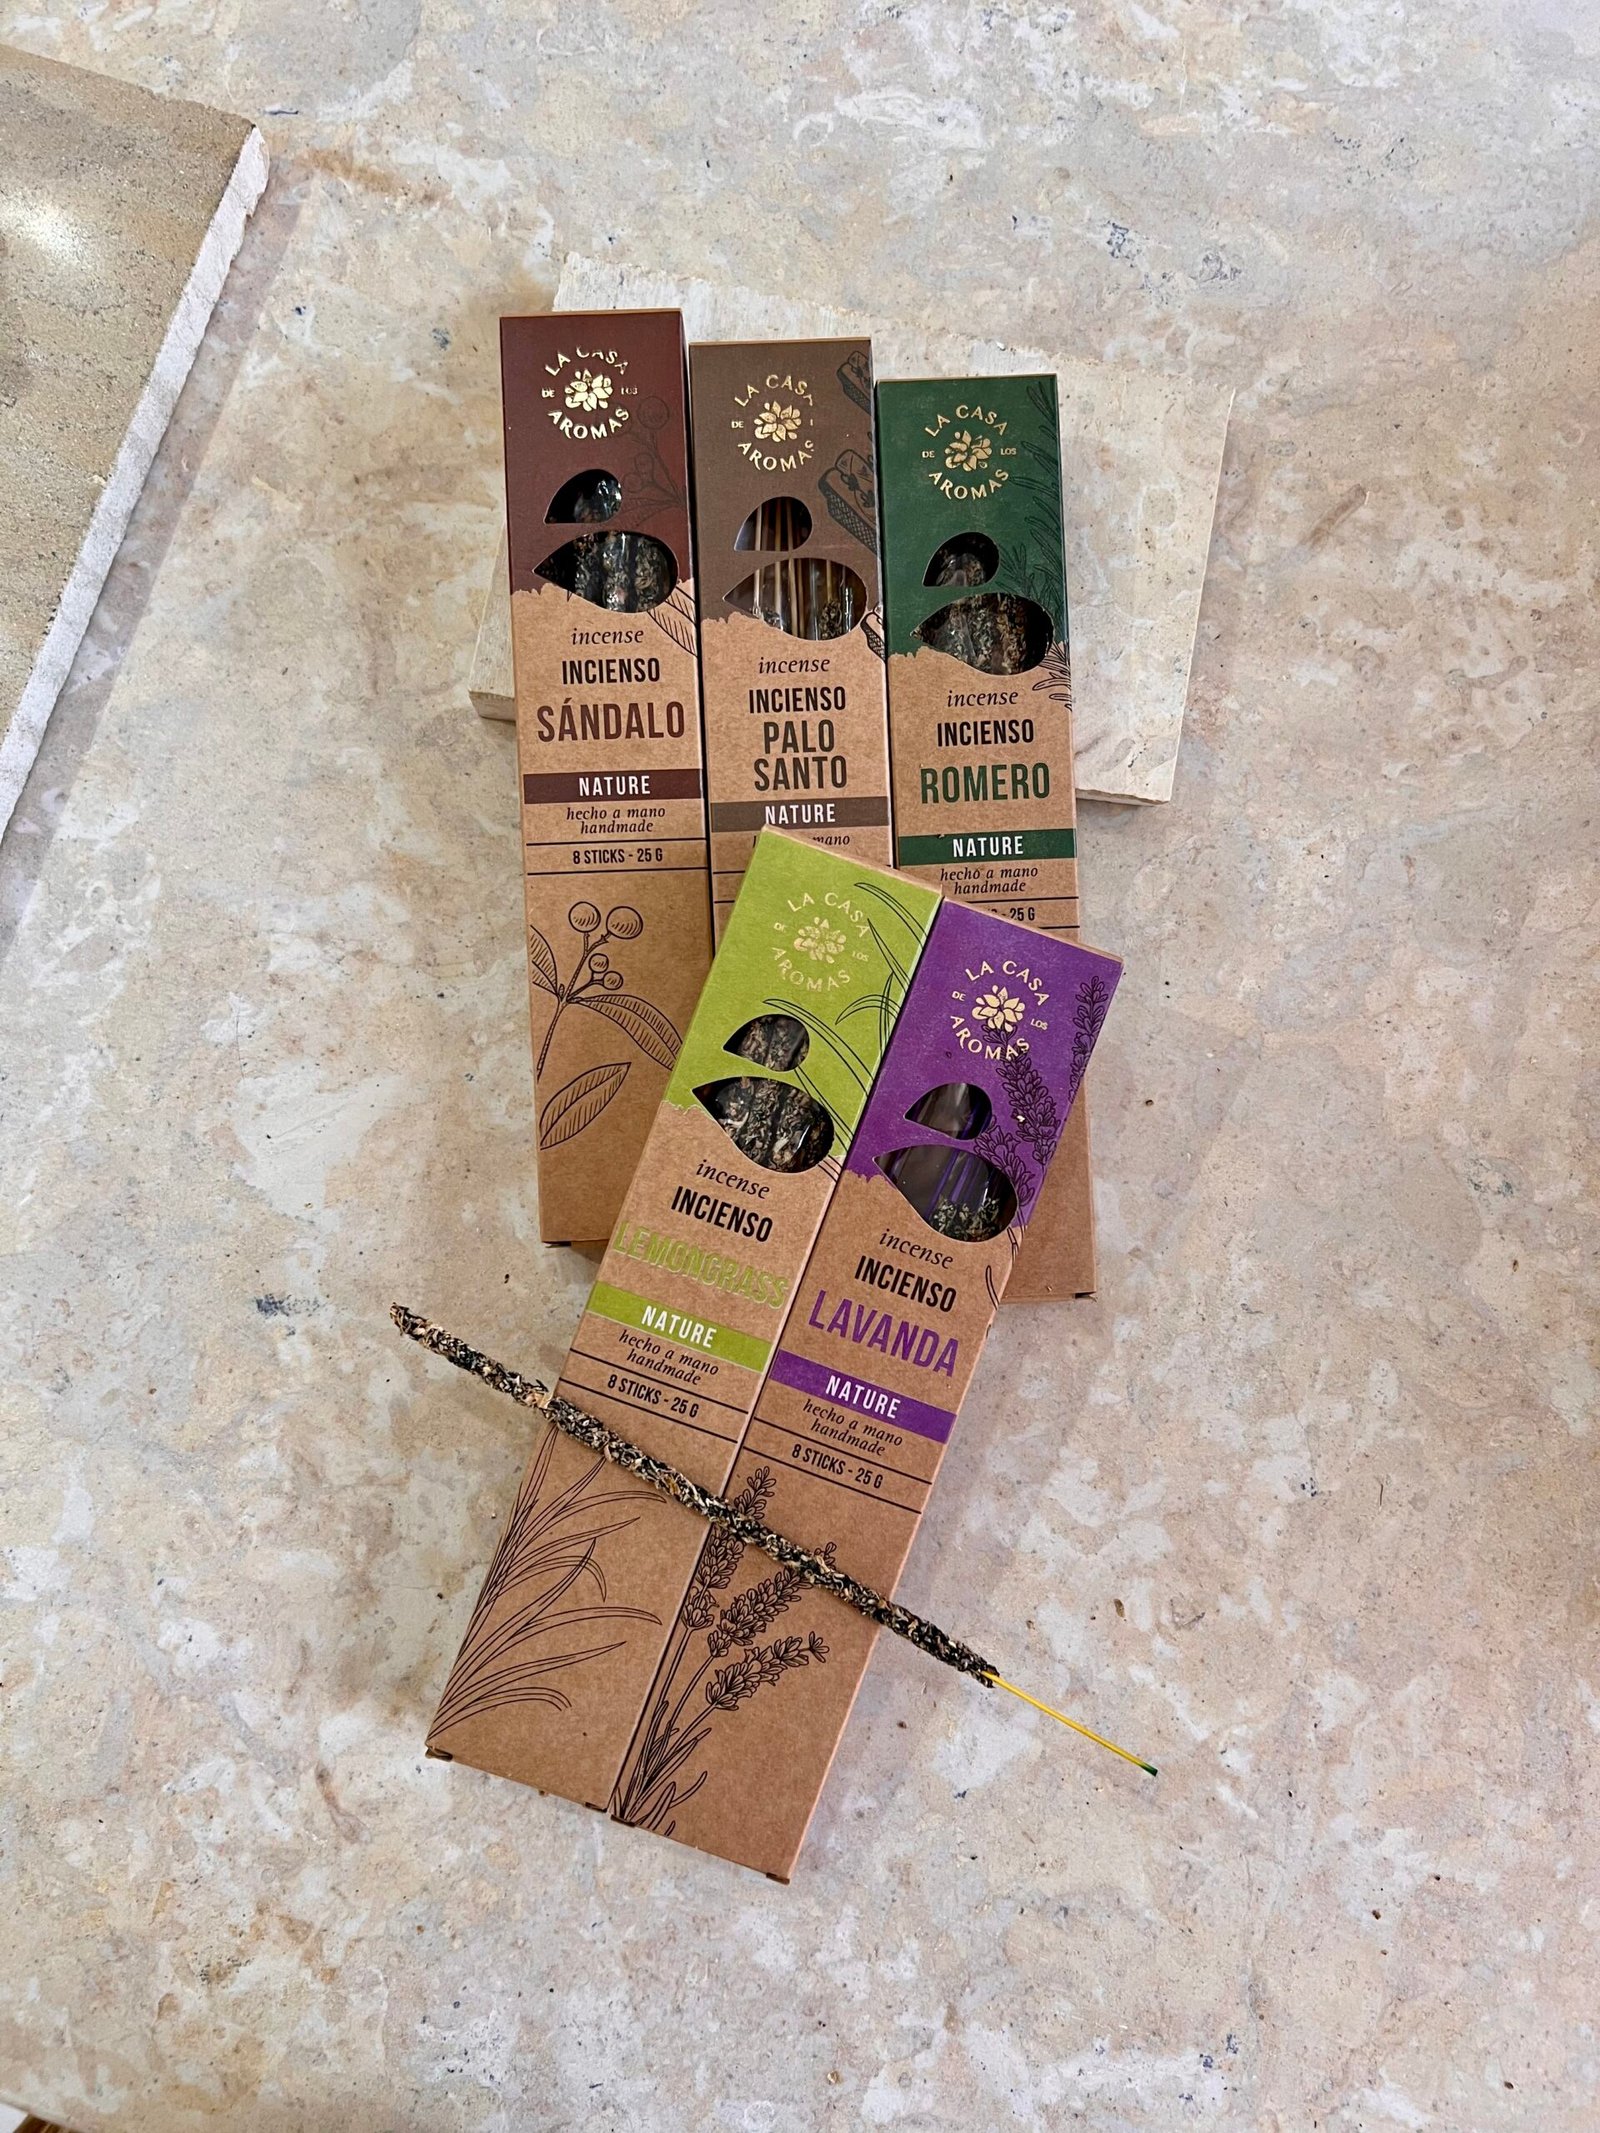 LA CASA
DE LOS
AROMAS
incense
INCIENSO
SÁNDALO
NATURE
hecho a mano
handmade
8 STICKS - 25 G
LA CASA
DE
AROMAS
incense
INCIENSO
PALO
SANTO
NATURE
mano
LA CASA
DE LOS
AROMAS
incense
INCIENSO
ROMERO
NATURE
hecho a mano
handmade
- 25 G
LA CASA
DE LOS
AROMAS
incense
INCIENSO
LEMONGRASS
NATURE
hecho a mano
handmade
8 STICKS - 25 G
LA CASA
DE LOS
AROMAS
incense
INCIENSO
LAVANDA
NATURE
hecho a mano
handmade
8 STICKS - 25 G